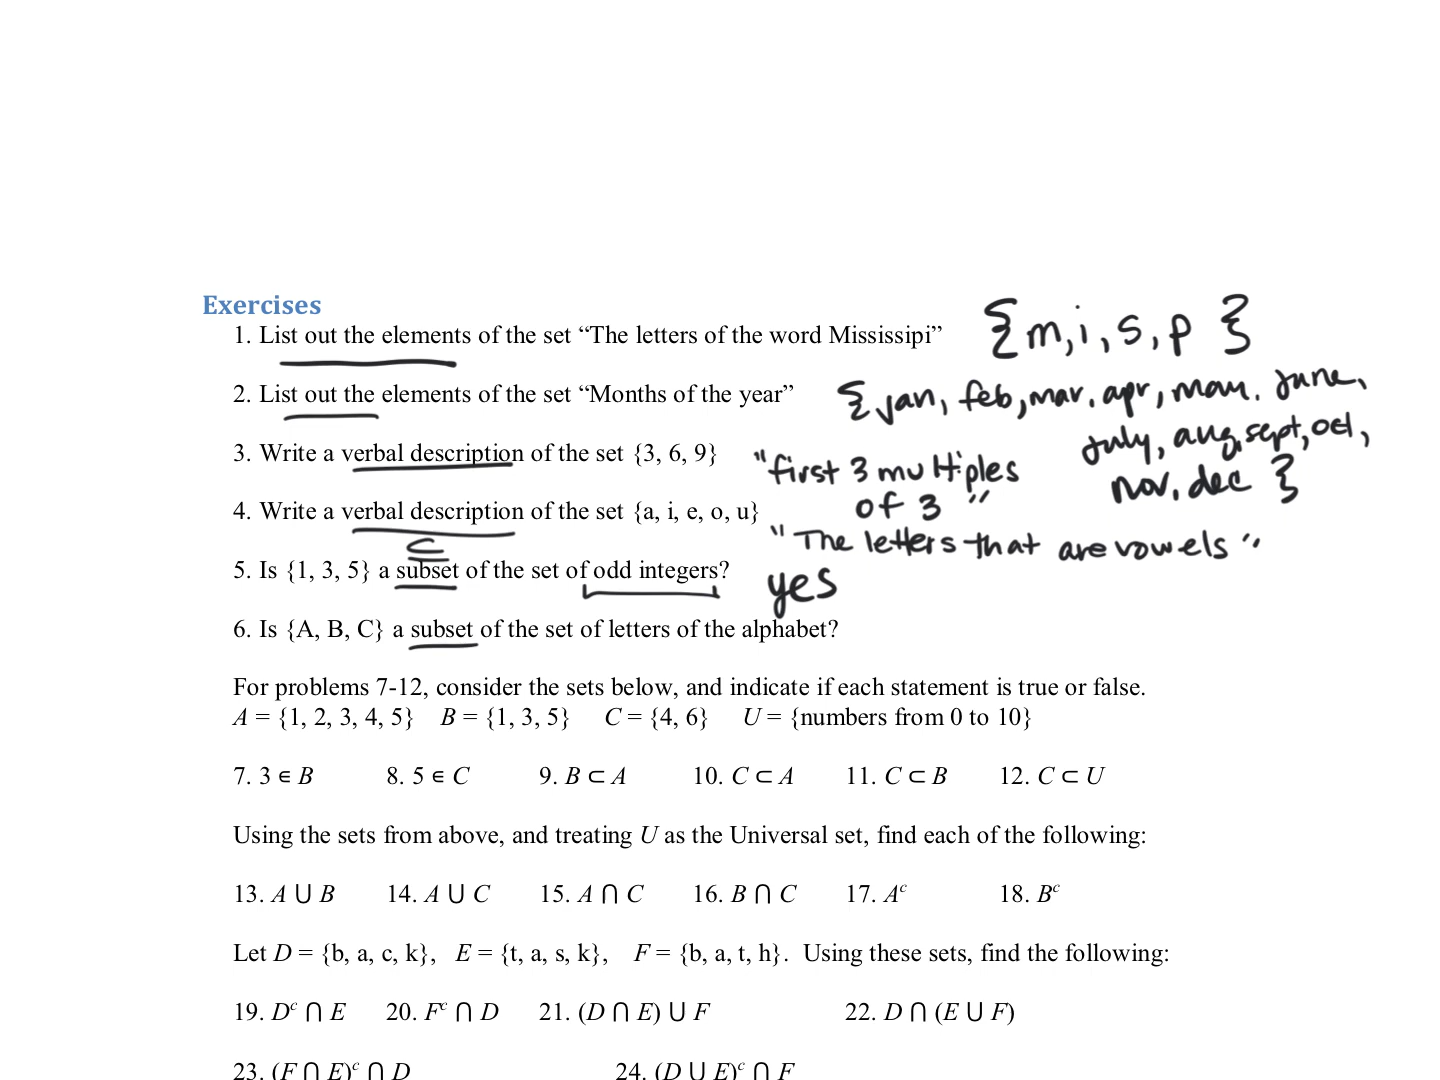 Exercises
1. List out the elements of the set “The letters of the word Mississipi”
{m,i,s,p}
2. List out the elements of the set “Months of the year”
{jan, feb, mar, apr, may, june,
july, aug, sept, oct,
nov, dec}
3. Write a verbal description of the set {3, 6, 9}
"first 3 multiples
of 3"
4. Write a verbal description of the set {a, i, e, o, u}
"The letters that are vowels"
⊆
5. Is {1, 3, 5} a subset of the set of odd integers?
yes
6. Is {A, B, C} a subset of the set of letters of the alphabet?
For problems 7-12, consider the sets below, and indicate if each statement is true or false.
A = {1, 2, 3, 4, 5} B = {1, 3, 5} C = {4, 6} U = {numbers from 0 to 10}
7. 3 ∊ B 8. 5 ∊ C 9. B ⊂ A 10. C ⊂ A 11. C ⊂ B 12. C ⊂ U
Using the sets from above, and treating U as the Universal set, find each of the following:
13. A ⋃ B 14. A ⋃ C 15. A ⋂ C 16. B ⋂ C 17. Aᶜ 18. Bᶜ
Let D = {b, a, c, k}, E = {t, a, s, k}, F = {b, a, t, h}. Using these sets, find the following:
19. Dᶜ ⋂ E 20. Fᶜ ⋂ D 21. (D ⋂ E) ⋃ F 22. D ⋂ (E ⋃ F)
23. (F ⋂ E)ᶜ ⋂ D 24. (D ⋃ E)ᶜ ⋂ F